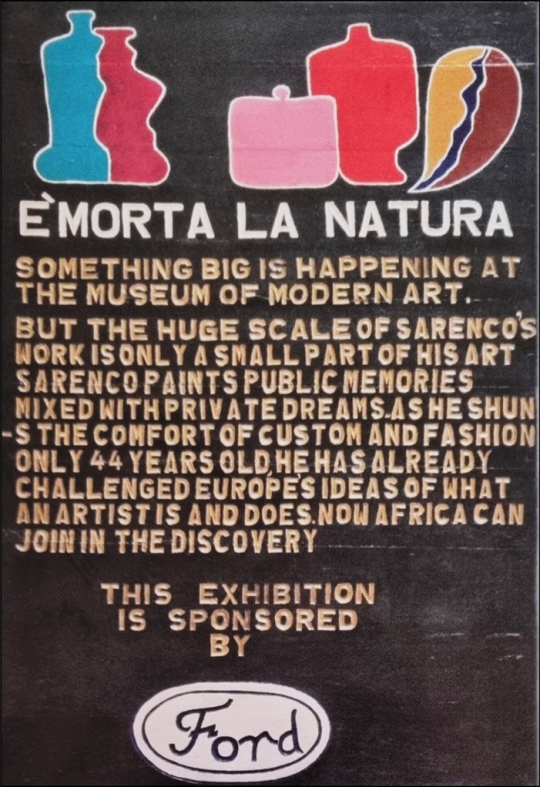 E'MORTA LA NATURA
SOMETHING BIG IS HAPPENING AT
THE MUSEUM OF MODERN ART.
BUT THE HUGE SCALE OF SARENCO'S
WORK IS ONLY A SMALL PART OF HIS ART
SARENCO PAINTS PUBLIC MEMORIES
MIXED WITH PRIVATE DREAMS.AS HE SHUN
-S THE COMFORT OF CUSTOM AND FASHION
ONLY 44 YEARS OLD,HE HAS ALREADY
CHALLENGED EUROPE'S IDEAS OF WHAT
AN ARTIST IS AND DOES.NOW AFRICA CAN
JOIN IN THE DISCOVERY
THIS EXHIBITION
IS SPONSORED
BY
Ford